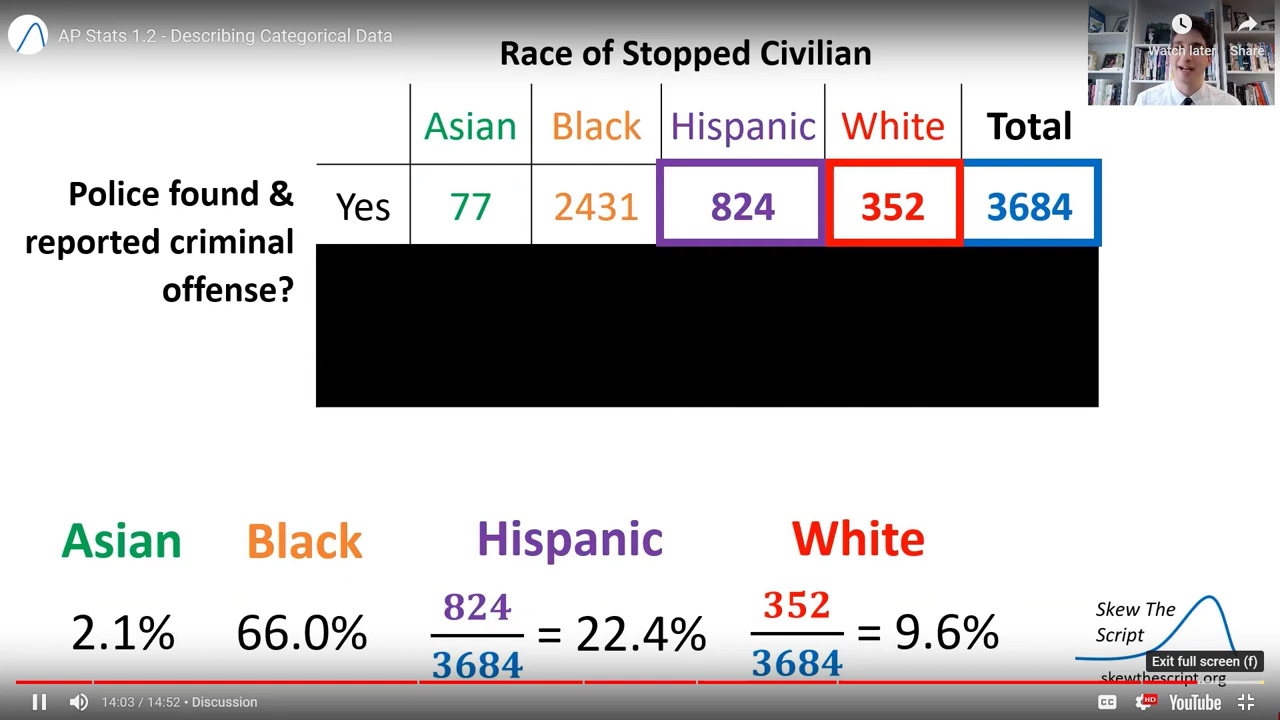 AP Stats 1.2 - Describing Categorical Data
Watch later
Share
Race of Stopped Civilian
Asian Black Hispanic White Total
Police found &
reported criminal
offense?
Yes 77 2431 824 352 3684
Asian Black Hispanic White
2.1% 66.0% 824/3684 = 22.4% 352/3684 = 9.6%
Skew The
Script
Exit full screen (f)
skewthescript.org
14:03 / 14:52 • Discussion
CC
HD
YouTube